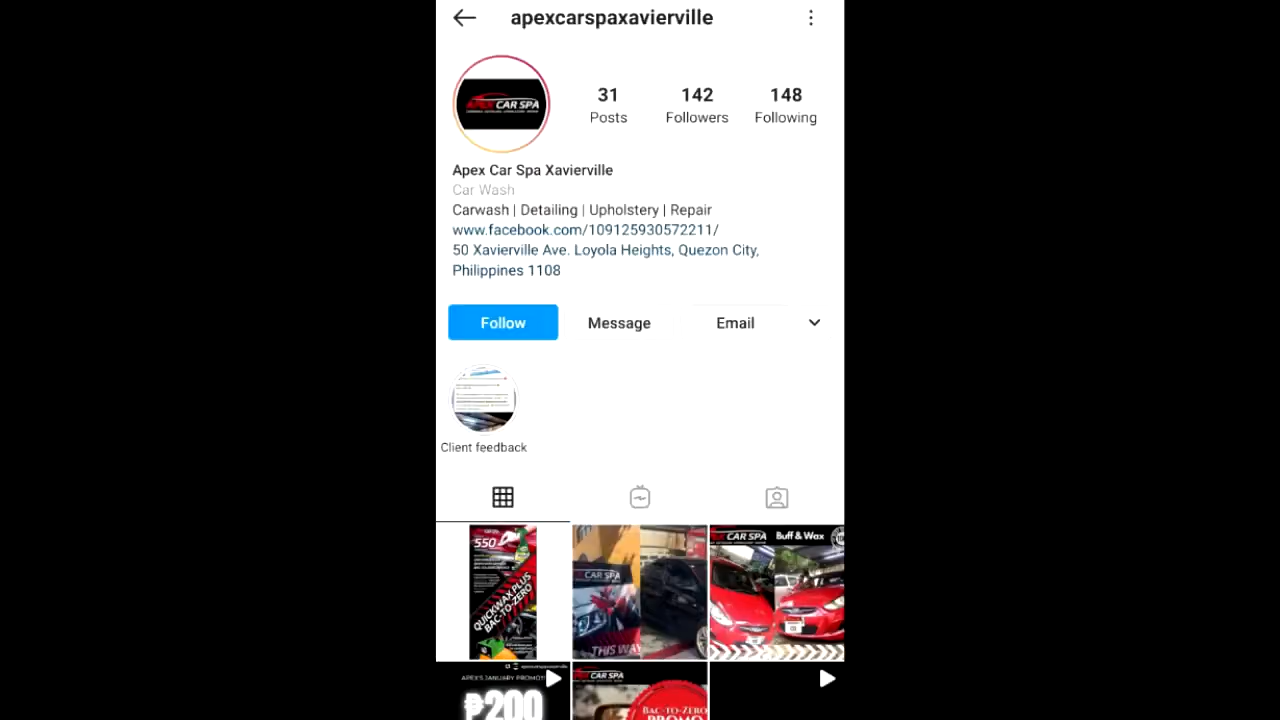 apexcarspaxavierville
APEX CAR SPA
31
Posts
142
Followers
148
Following
Apex Car Spa Xavierville
Car Wash
Carwash | Detailing | Upholstery | Repair
www.facebook.com/109125930572211/
50 Xavierville Ave. Loyola Heights, Quezon City,
Philippines 1108
Follow
Message
Email
Client feedback
550
QUICKWAX PLUS
BAC-TO-ZERO
CAR SPA
THIS WAY
CAR SPA
Buff & Wax
APEX'S JANUARY PROMO!!!
₱200
CAR SPA
BAC-TO-ZERO
PROMO